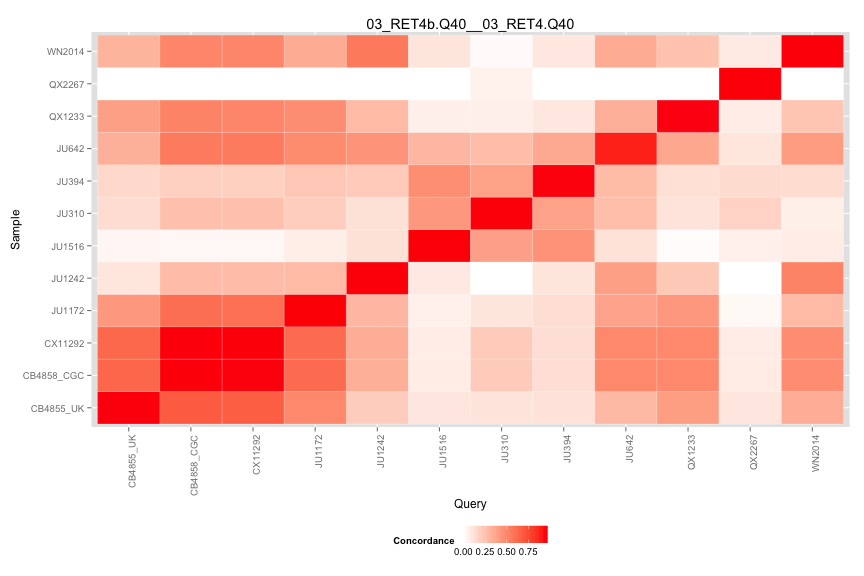 03_RET4b.Q40__03_RET4.Q40
WN2014
QX2267
QX1233
JU642
JU394
JU310
JU1516
JU1242
JU1172
CX11292
CB4858_CGC
CB4855_UK
Sample
CB4855_UK
CB4858_CGC
CX11292
JU1172
JU1242
JU1516
JU310
JU394
JU642
QX1233
QX2267
WN2014
Query
Concordance
0.00 0.25 0.50 0.75